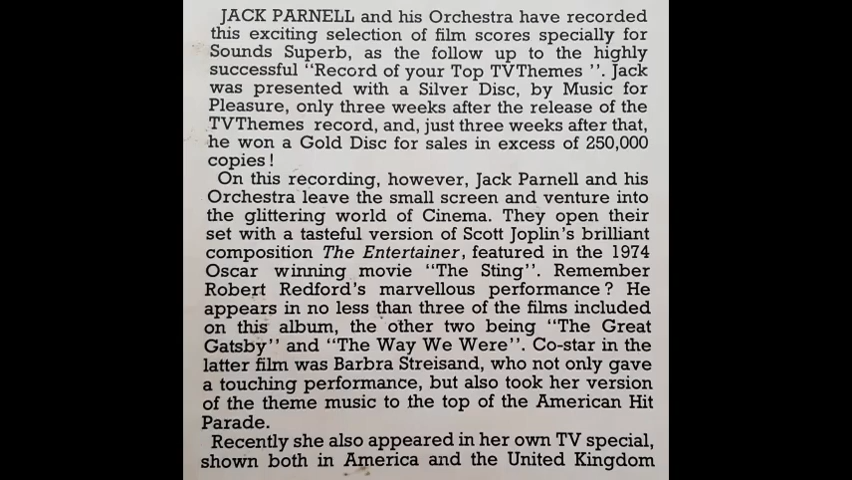 JACK PARNELL and his Orchestra have recorded
this exciting selection of film scores specially for
Sounds Superb, as the follow up to the highly
successful "Record of your Top TVThemes ". Jack
was presented with a Silver Disc, by Music for
Pleasure, only three weeks after the release of the
TVThemes record, and, just three weeks after that,
he won a Gold Disc for sales in excess of 250,000
copies!
On this recording, however, Jack Parnell and his
Orchestra leave the small screen and venture into
the glittering world of Cinema. They open their
set with a tasteful version of Scott Joplin's brilliant
composition The Entertainer, featured in the 1974
Oscar winning movie "The Sting". Remember
Robert Redford's marvellous performance? He
appears in no less than three of the films included
on this album, the other two being "The Great
Gatsby" and "The Way We Were". Co-star in the
latter film was Barbra Streisand, who not only gave
a touching performance, but also took her version
of the theme music to the top of the American Hit
Parade.
Recently she also appeared in her own TV special,
shown both in America and the United Kingdom